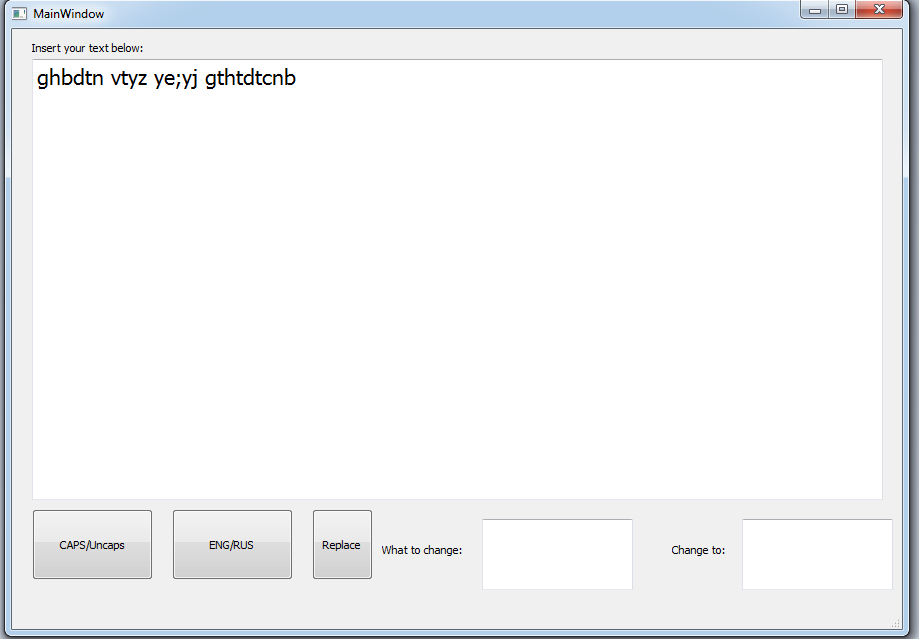 MainWindow
Insert your text below:
ghbdtn vtyz ye;yj gthtdtcnb
CAPS/Uncaps
ENG/RUS
Replace
What to change:
Change to: